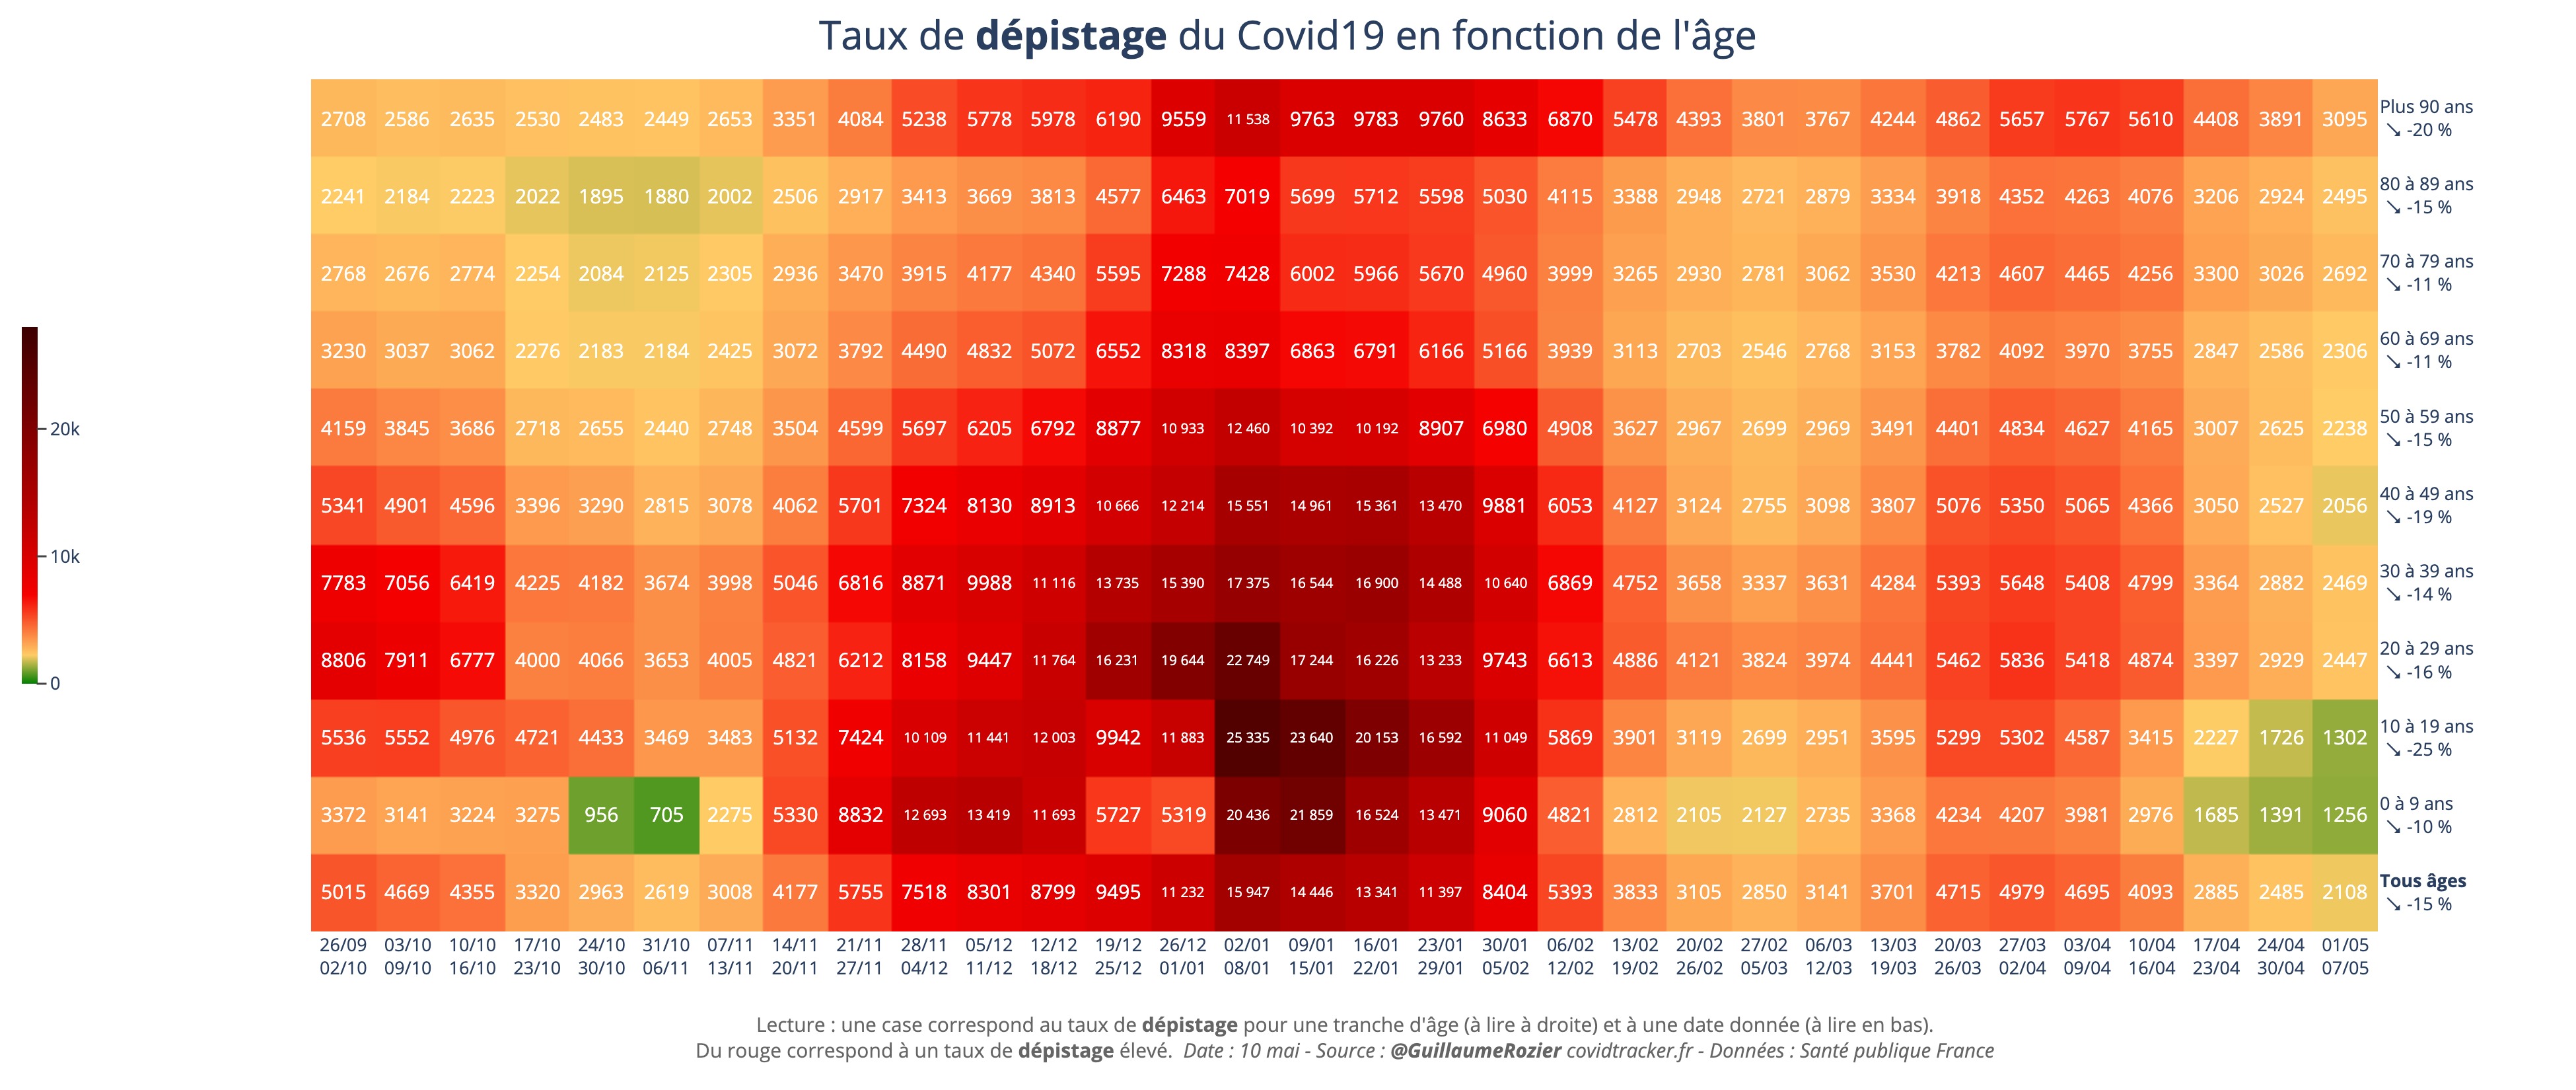 Taux de dépistage du Covid19 en fonction de l'âge
2708 2586 2635 2530 2483 2449 2653 3351 4084 5238 5778 5978 6190 9559 11 538 9763 9783 9760 8633 6870 5478 4393 3801 3767 4244 4862 5657 5767 5610 4408 3891 3095 Plus 90 ans
↘ -20 %
2241 2184 2223 2022 1895 1880 2002 2506 2917 3413 3669 3813 4577 6463 7019 5699 5712 5598 5030 4115 3388 2948 2721 2879 3334 3918 4352 4263 4076 3206 2924 2495 80 à 89 ans
↘ -15 %
2768 2676 2774 2254 2084 2125 2305 2936 3470 3915 4177 4340 5595 7288 7428 6002 5966 5670 4960 3999 3265 2930 2781 3062 3530 4213 4607 4465 4256 3300 3026 2692 70 à 79 ans
↘ -11 %
3230 3037 3062 2276 2183 2184 2425 3072 3792 4490 4832 5072 6552 8318 8397 6863 6791 6166 5166 3939 3113 2703 2546 2768 3153 3782 4092 3970 3755 2847 2586 2306 60 à 69 ans
↘ -11 %
20k
4159 3845 3686 2718 2655 2440 2748 3504 4599 5697 6205 6792 8877 10 933 12 460 10 392 10 192 8907 6980 4908 3627 2967 2699 2969 3491 4401 4834 4627 4165 3007 2625 2238 50 à 59 ans
↘ -15 %
5341 4901 4596 3396 3290 2815 3078 4062 5701 7324 8130 8913 10 666 12 214 15 551 14 961 15 361 13 470 9881 6053 4127 3124 2755 3098 3807 5076 5350 5065 4366 3050 2527 2056 40 à 49 ans
↘ -19 %
10k
7783 7056 6419 4225 4182 3674 3998 5046 6816 8871 9988 11 116 13 735 15 390 17 375 16 544 16 900 14 488 10 640 6869 4752 3658 3337 3631 4284 5393 5648 5408 4799 3364 2882 2469 30 à 39 ans
↘ -14 %
8806 7911 6777 4000 4066 3653 4005 4821 6212 8158 9447 11 764 16 231 19 644 22 749 17 244 16 226 13 233 9743 6613 4886 4121 3824 3974 4441 5462 5836 5418 4874 3397 2929 2447 20 à 29 ans
↘ -16 %
0
5536 5552 4976 4721 4433 3469 3483 5132 7424 10 109 11 441 12 003 9942 11 883 25 335 23 640 20 153 16 592 11 049 5869 3901 3119 2699 2951 3595 5299 5302 4587 3415 2227 1726 1302 10 à 19 ans
↘ -25 %
3372 3141 3224 3275 956 705 2275 5330 8832 12 693 13 419 11 693 5727 5319 20 436 21 859 16 524 13 471 9060 4821 2812 2105 2127 2735 3368 4234 4207 3981 2976 1685 1391 1256 0 à 9 ans
↘ -10 %
5015 4669 4355 3320 2963 2619 3008 4177 5755 7518 8301 8799 9495 11 232 15 947 14 446 13 341 11 397 8404 5393 3833 3105 2850 3141 3701 4715 4979 4695 4093 2885 2485 2108 Tous âges
↘ -15 %
26/09 03/10 10/10 17/10 24/10 31/10 07/11 14/11 21/11 28/11 05/12 12/12 19/12 26/12 02/01 09/01 16/01 23/01 30/01 06/02 13/02 20/02 27/02 06/03 13/03 20/03 27/03 03/04 10/04 17/04 24/04 01/05
02/10 09/10 16/10 23/10 30/10 06/11 13/11 20/11 27/11 04/12 11/12 18/12 25/12 01/01 08/01 15/01 22/01 29/01 05/02 12/02 19/02 26/02 05/03 12/03 19/03 26/03 02/04 09/04 16/04 23/04 30/04 07/05
Lecture : une case correspond au taux de dépistage pour une tranche d'âge (à lire à droite) et à une date donnée (à lire en bas).
Du rouge correspond à un taux de dépistage élevé. Date : 10 mai - Source : @GuillaumeRozier covidtracker.fr - Données : Santé publique France